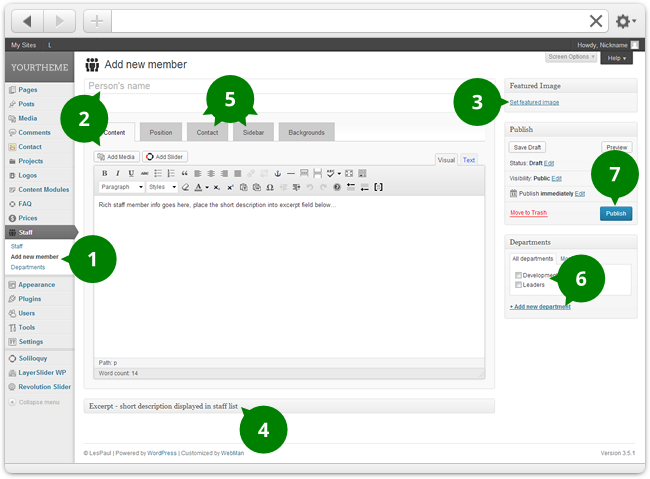 My Sites L
Howdy, Nickname
YOURTHEME
Pages
Posts
Media
Comments
Contact
Projects
Logos
Content Modules
FAQ
Prices
Staff
Staff
Add new member
Departments
Appearance
Plugins
Users
Tools
Settings
Soliloquy
LayerSlider WP
Revolution Slider
Collapse menu
Screen Options
Help
Add new member
Person's name
2
5
Content Position Contact Sidebar Backgrounds
Add Media Add Slider
Visual Text
B I U ABC
Paragraph Styles
Rich staff member info goes here, place the short description into excerpt field below...
Path: p
Word count: 14
1
Excerpt - short description displayed in staff list
4
Featured Image
Set featured image
3
Publish
Save Draft Preview
Status: Draft Edit
Visibility: Public Edit
Publish immediately Edit
7
Move to Trash Publish
Departments
All departments
Leaders
6
+ Add new department
© LesPaul | Powered by WordPress | Customized by WebMan
Version 3.5.1